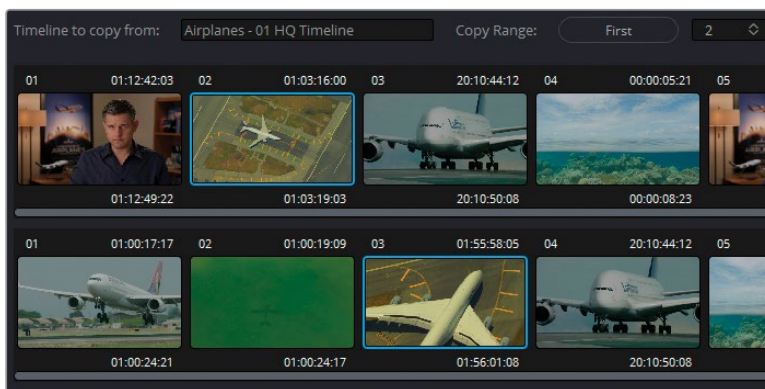 Timeline to copy from: Airplanes - 01 HQ Timeline Copy Range: First 2
01 01:12:42:03 02 01:03:16:00 03 20:10:44:12 04 00:00:05:21 05
01:12:49:22 01:03:19:03 20:10:50:08 00:00:08:23
01 01:00:17:17 02 01:00:19:09 03 01:55:58:05 04 20:10:44:12 05
01:00:24:21 01:00:24:17 01:56:01:08 20:10:50:08